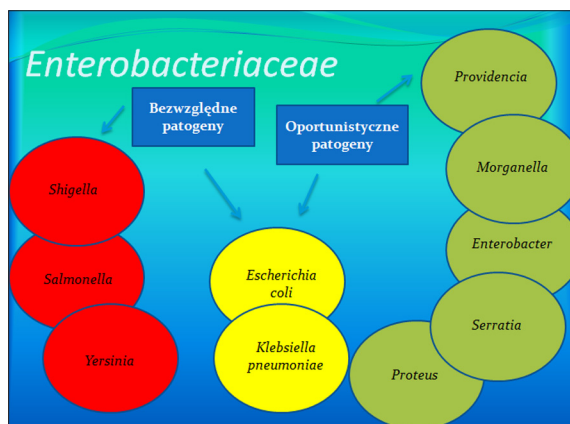 Enterobacteriaceae
Bezwzględne
patogeny
Oportunistyczne
patogeny
Providencia
Morganella
Enterobacter
Serratia
Proteus
Shigella
Salmonella
Yersinia
Escherichia
coli
Klebsiella
pneumoniae